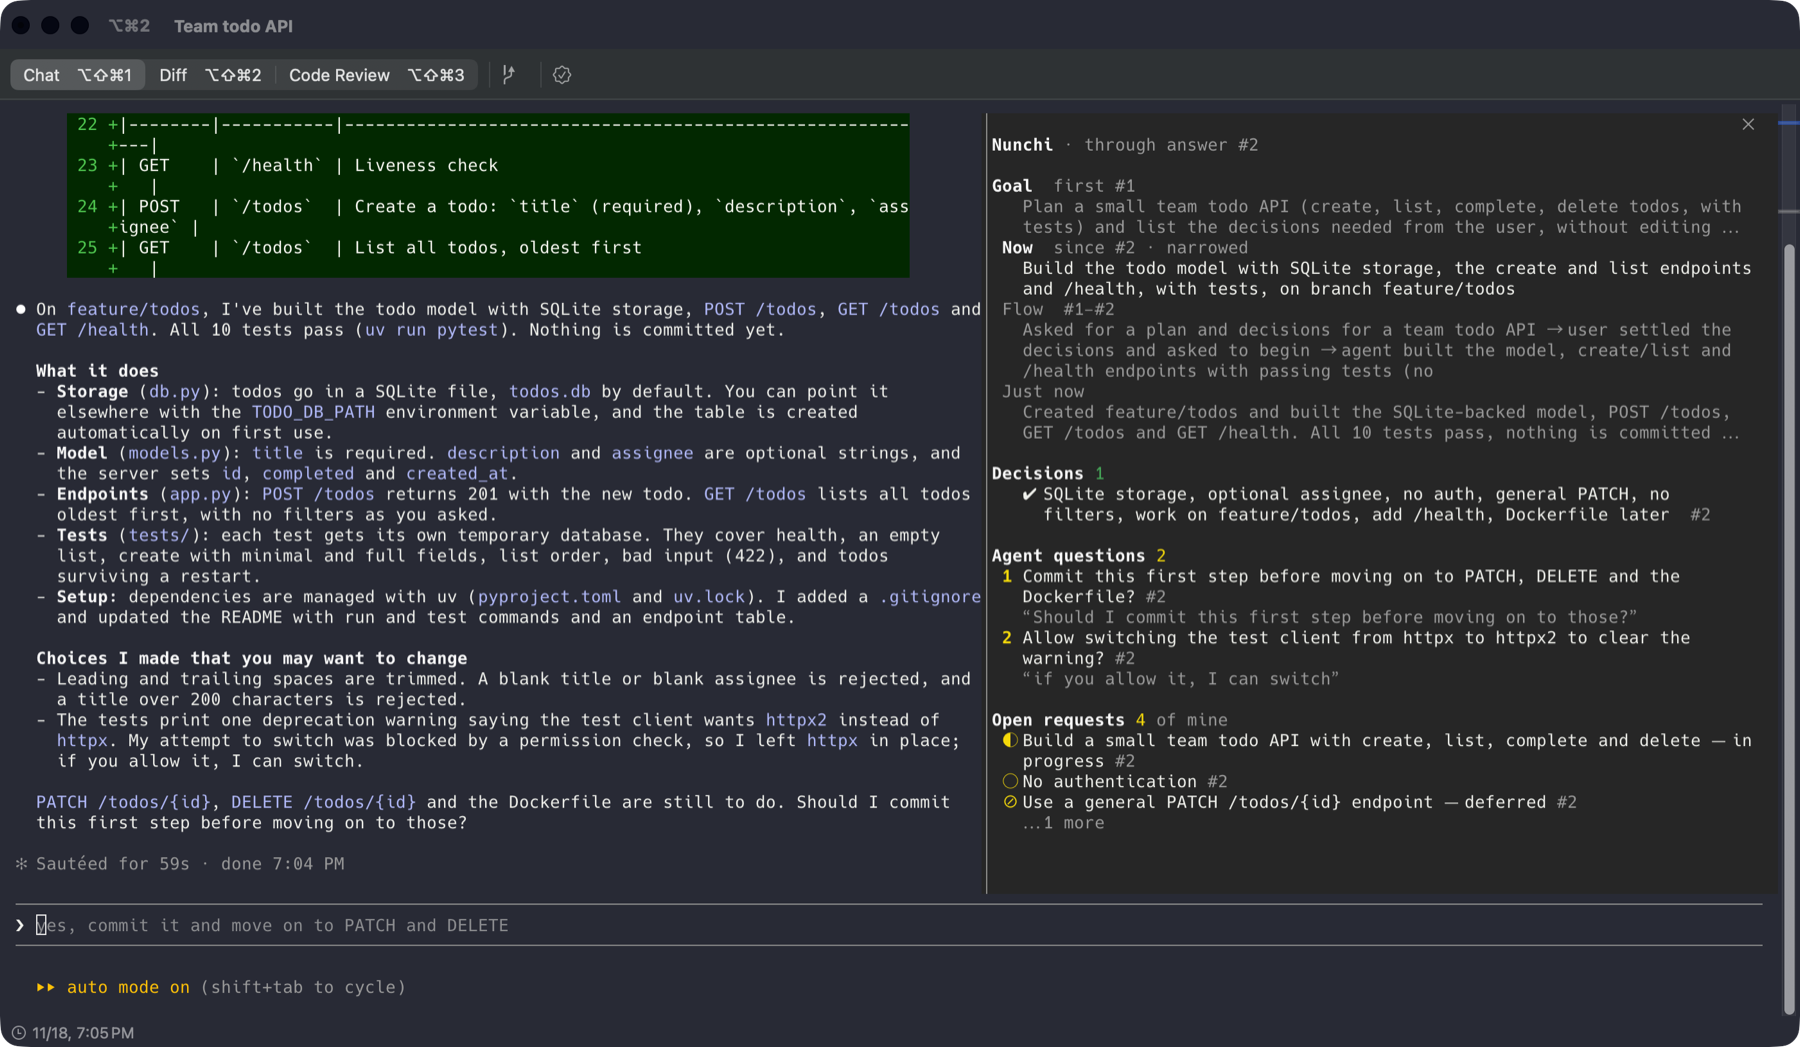 ⌥⌘2 Team todo API
Chat ⌥⇧⌘1 Diff ⌥⇧⌘2 Code Review ⌥⇧⌘3
22 +|--------|-----------|-------------------------------------------------------
+---|
23 +| GET    | `/health` | Liveness check
+   |
24 +| POST   | `/todos`  | Create a todo: `title` (required), `description`, `ass
+ignee` |
25 +| GET    | `/todos`  | List all todos, oldest first
+   |
● On feature/todos, I've built the todo model with SQLite storage, POST /todos, GET /todos and
GET /health. All 10 tests pass (uv run pytest). Nothing is committed yet.
What it does
- Storage (db.py): todos go in a SQLite file, todos.db by default. You can point it
elsewhere with the TODO_DB_PATH environment variable, and the table is created
automatically on first use.
- Model (models.py): title is required. description and assignee are optional strings, and
the server sets id, completed and created_at.
- Endpoints (app.py): POST /todos returns 201 with the new todo. GET /todos lists all todos
oldest first, with no filters as you asked.
- Tests (tests/): each test gets its own temporary database. They cover health, an empty
list, create with minimal and full fields, list order, bad input (422), and todos
surviving a restart.
- Setup: dependencies are managed with uv (pyproject.toml and uv.lock). I added a .gitignore
and updated the README with run and test commands and an endpoint table.
Choices I made that you may want to change
- Leading and trailing spaces are trimmed. A blank title or blank assignee is rejected, and
a title over 200 characters is rejected.
- The tests print one deprecation warning saying the test client wants httpx2 instead of
httpx. My attempt to switch was blocked by a permission check, so I left httpx in place;
if you allow it, I can switch.
PATCH /todos/{id}, DELETE /todos/{id} and the Dockerfile are still to do. Should I commit
this first step before moving on to those?
✻ Sautéed for 59s · done 7:04 PM
Nunchi · through answer #2
Goal first #1
Plan a small team todo API (create, list, complete, delete todos, with
tests) and list the decisions needed from the user, without editing …
Now since #2 · narrowed
Build the todo model with SQLite storage, the create and list endpoints
and /health, with tests, on branch feature/todos
Flow #1–#2
Asked for a plan and decisions for a team todo API → user settled the
decisions and asked to begin → agent built the model, create/list and
/health endpoints with passing tests (no
Just now
Created feature/todos and built the SQLite-backed model, POST /todos,
GET /todos and GET /health. All 10 tests pass, nothing is committed …
Decisions 1
✔ SQLite storage, optional assignee, no auth, general PATCH, no
filters, work on feature/todos, add /health, Dockerfile later #2
Agent questions 2
1 Commit this first step before moving on to PATCH, DELETE and the
Dockerfile? #2
“Should I commit this first step before moving on to those?”
2 Allow switching the test client from httpx to httpx2 to clear the
warning? #2
“if you allow it, I can switch”
Open requests 4 of mine
◐ Build a small team todo API with create, list, complete and delete — in
progress #2
○ No authentication #2
⊘ Use a general PATCH /todos/{id} endpoint — deferred #2
…1 more
❯ yes, commit it and move on to PATCH and DELETE
⏵⏵ auto mode on (shift+tab to cycle)
11/18, 7:05 PM